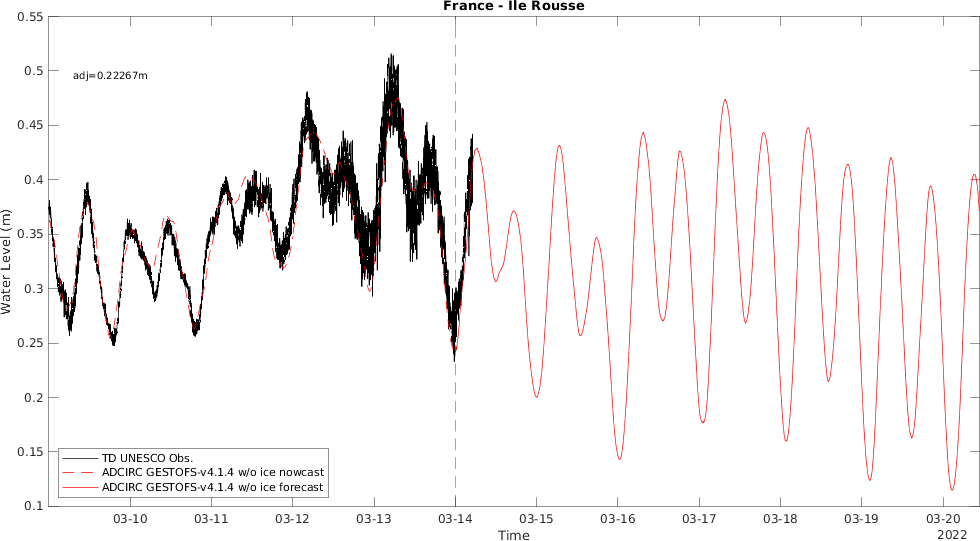 France - Ile Rousse
adj=0.22267m
0.55
0.5
0.45
0.4
0.35
0.3
0.25
0.2
0.15
0.1
Water Level (m)
TD UNESCO Obs.
ADCIRC GESTOFS-v4.1.4 w/o ice nowcast
ADCIRC GESTOFS-v4.1.4 w/o ice forecast
03-10 03-11 03-12 03-13 03-14 03-15 03-16 03-17 03-18 03-19 03-20
Time
2022